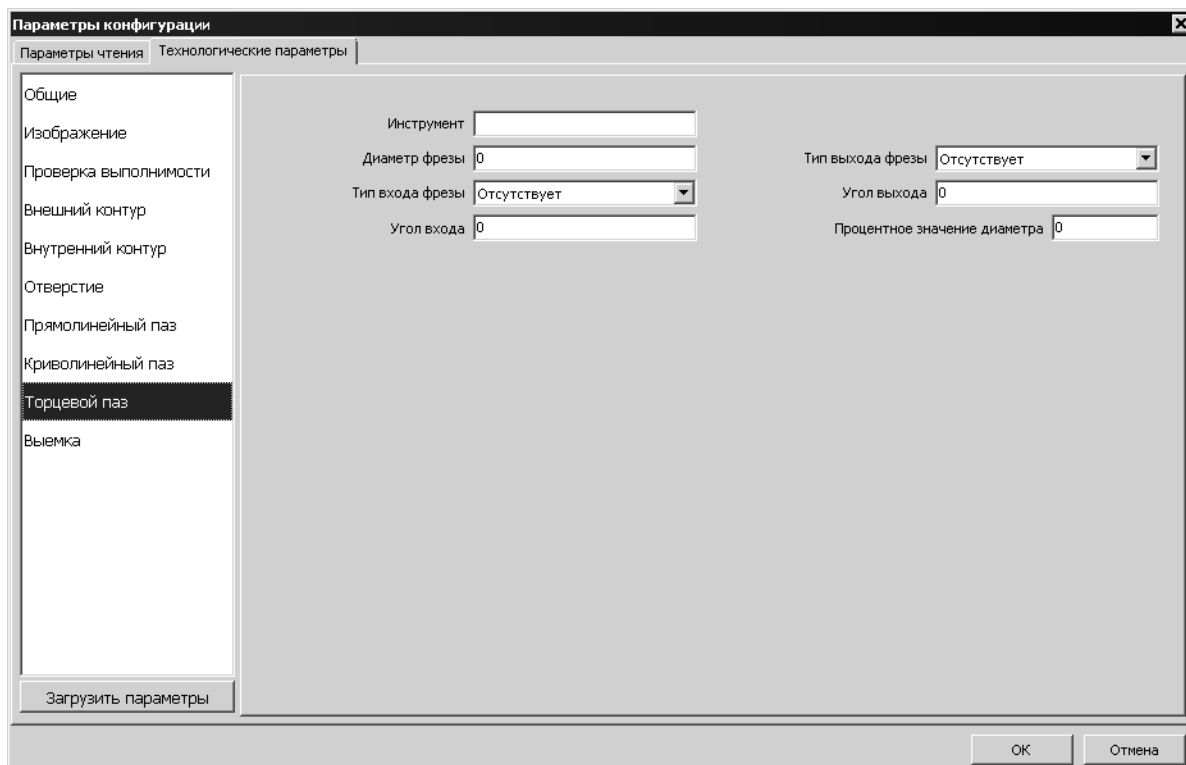 Параметры конфигурации
Параметры чтения
Технологические параметры
Общие
Изображение
Проверка выполнимости
Внешний контур
Внутренний контур
Отверстие
Прямолинейный паз
Криволинейный паз
Торцевой паз
Выемка
Загрузить параметры
Инструмент
Диаметр фрезы 0
Тип входа фрезы Отсутствует
Угол входа 0
Тип выхода фрезы Отсутствует
Угол выхода 0
Процентное значение диаметра 0
OK
Отмена